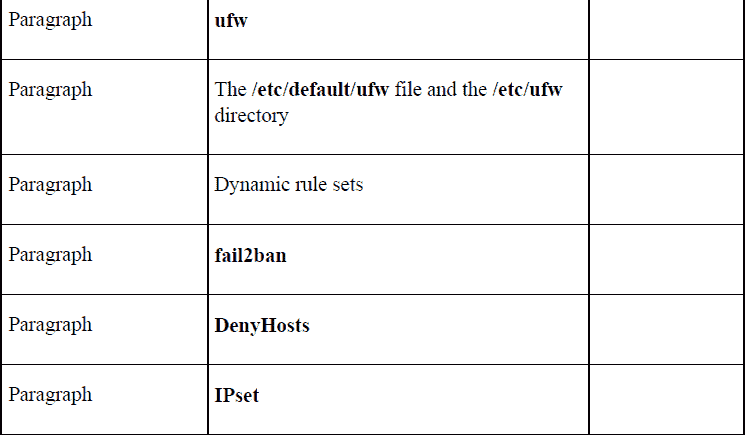 Paragraph ufw
Paragraph The /etc/default/ufw file and the /etc/ufw
directory
Paragraph Dynamic rule sets
Paragraph fail2ban
Paragraph DenyHosts
Paragraph IPset